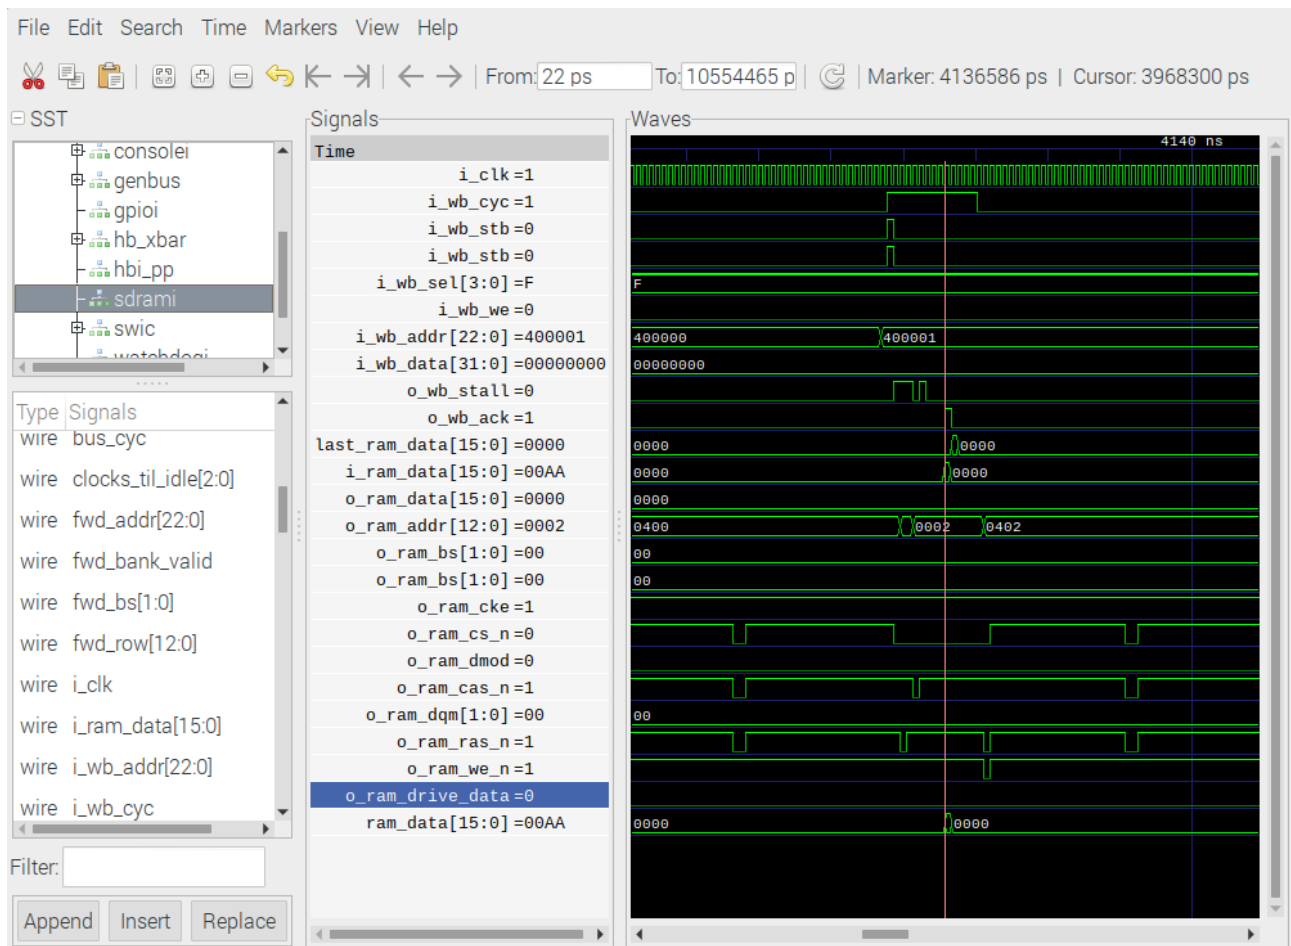 File Edit Search Time Markers View Help
From: 22 ps To: 10554465 p Marker: 4136586 ps | Cursor: 3968300 ps
SST
consolei
genbus
gpioi
hb_xbar
hbi_pp
sdrami
swic
watchdogi
Type Signals
wire bus_cyc
wire clocks_til_idle[2:0]
wire fwd_addr[22:0]
wire fwd_bank_valid
wire fwd_bs[1:0]
wire fwd_row[12:0]
wire i_clk
wire i_ram_data[15:0]
wire i_wb_addr[22:0]
wire i_wb_cyc
Filter:
Append Insert Replace
Signals
Time
i_clk=1
i_wb_cyc=1
i_wb_stb=0
i_wb_stb=0
i_wb_sel[3:0]=F
i_wb_we=0
i_wb_addr[22:0]=400001
i_wb_data[31:0]=00000000
o_wb_stall=0
o_wb_ack=1
last_ram_data[15:0]=0000
i_ram_data[15:0]=00AA
o_ram_data[15:0]=0000
o_ram_addr[12:0]=0002
o_ram_bs[1:0]=00
o_ram_bs[1:0]=00
o_ram_cke=1
o_ram_cs_n=0
o_ram_dmod=0
o_ram_cas_n=1
o_ram_dqm[1:0]=00
o_ram_ras_n=1
o_ram_we_n=1
o_ram_drive_data=0
ram_data[15:0]=00AA
Waves
4140 ns
F
400000 400001
00000000
0000 0000
0000 0000
0000
0400 0002 0402
00
00
00
0000 0000